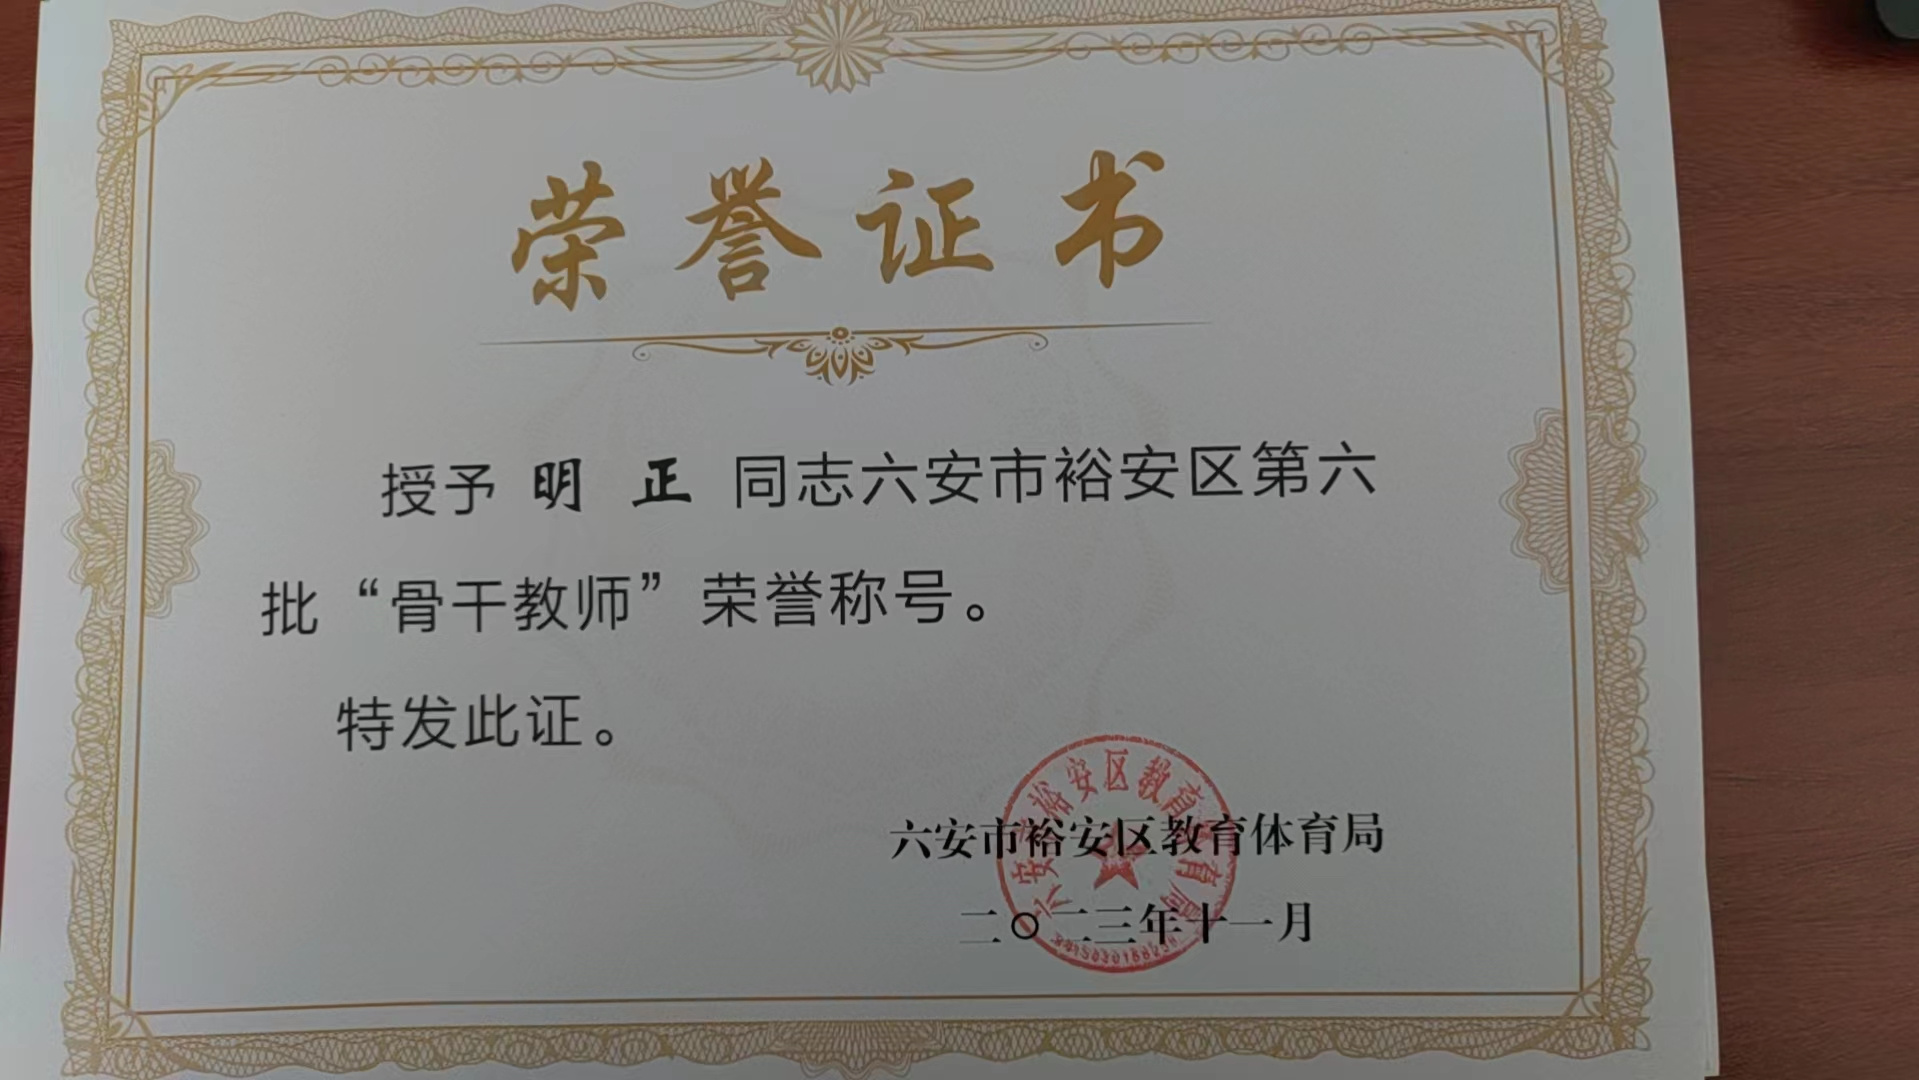 荣誉证书
授予 明 正 同志六安市裕安区第六
批“骨干教师”荣誉称号。
特发此证。
六安市裕安区教育体育局
二〇二三年十一月